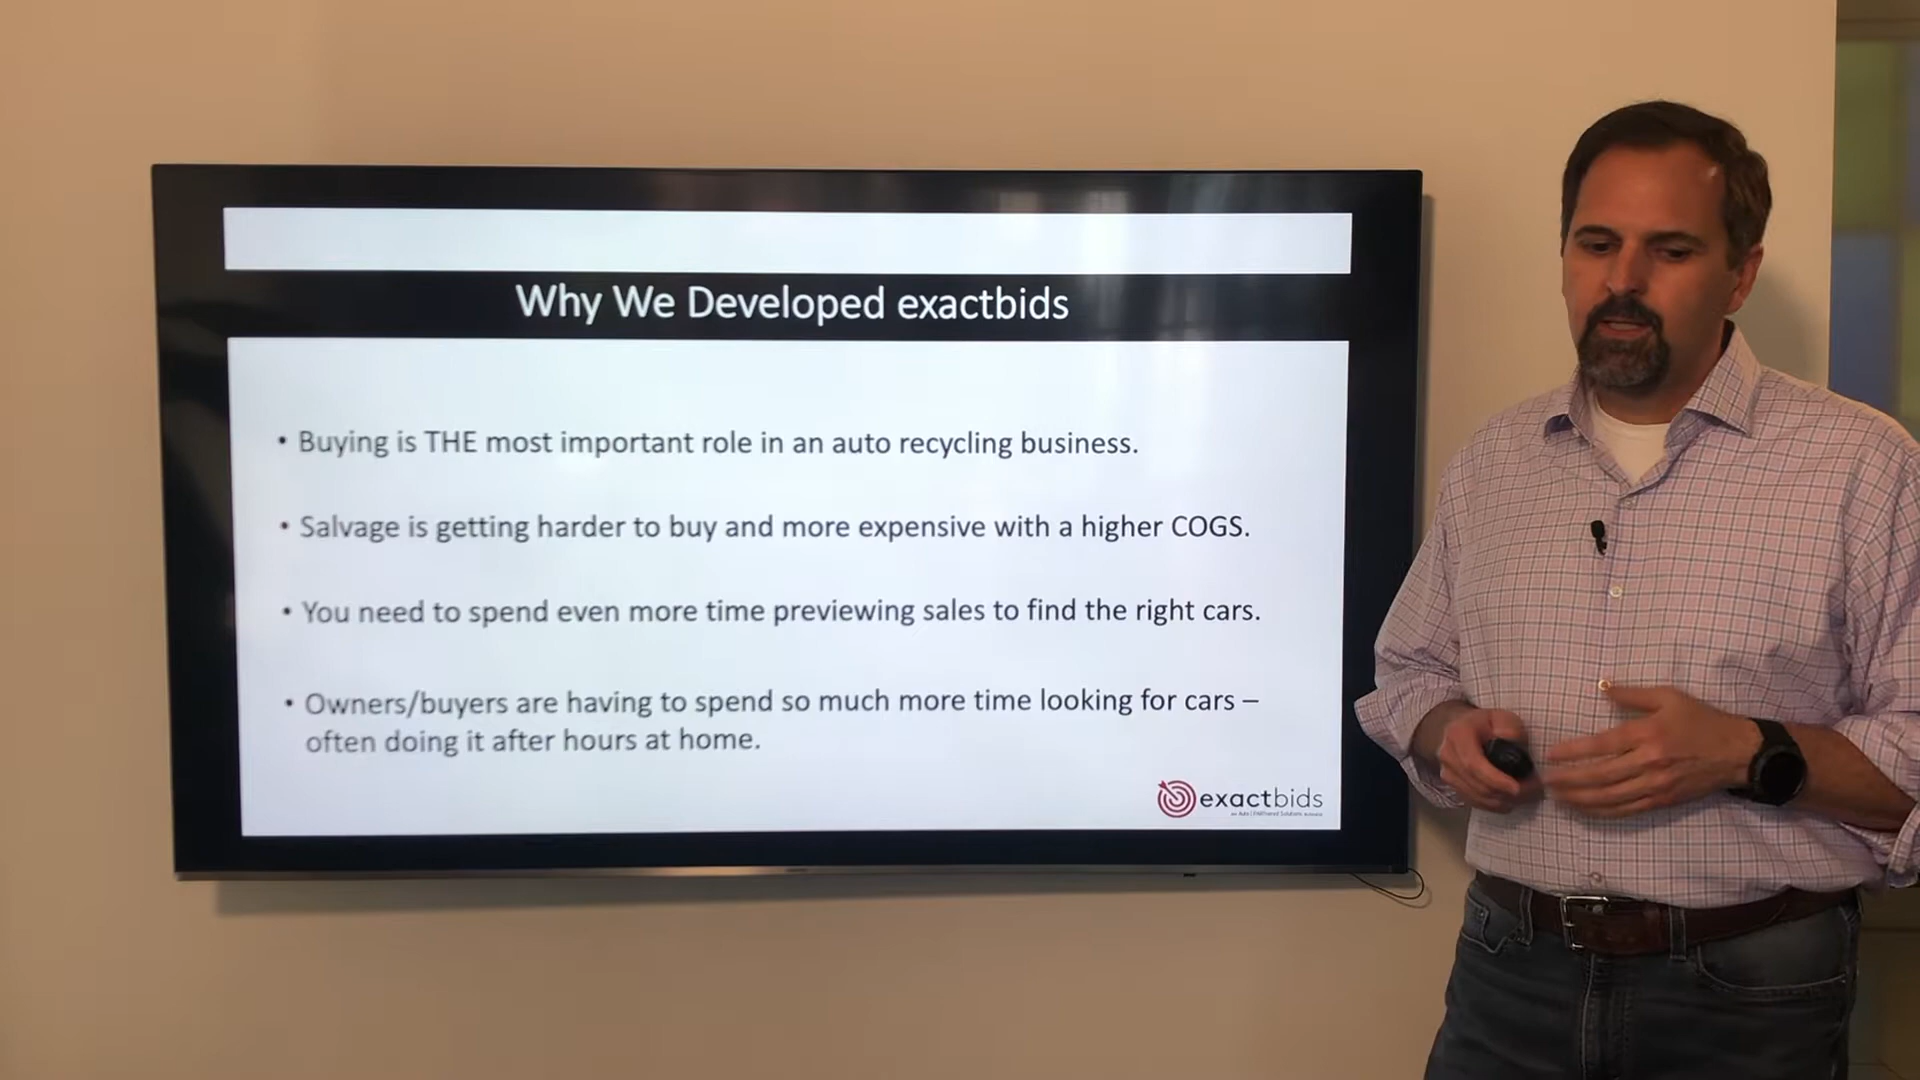 Why We Developed exactbids
• Buying is THE most important role in an auto recycling business.
• Salvage is getting harder to buy and more expensive with a higher COGS.
• You need to spend even more time previewing sales to find the right cars.
• Owners/buyers are having to spend so much more time looking for cars –
often doing it after hours at home.
exactbids